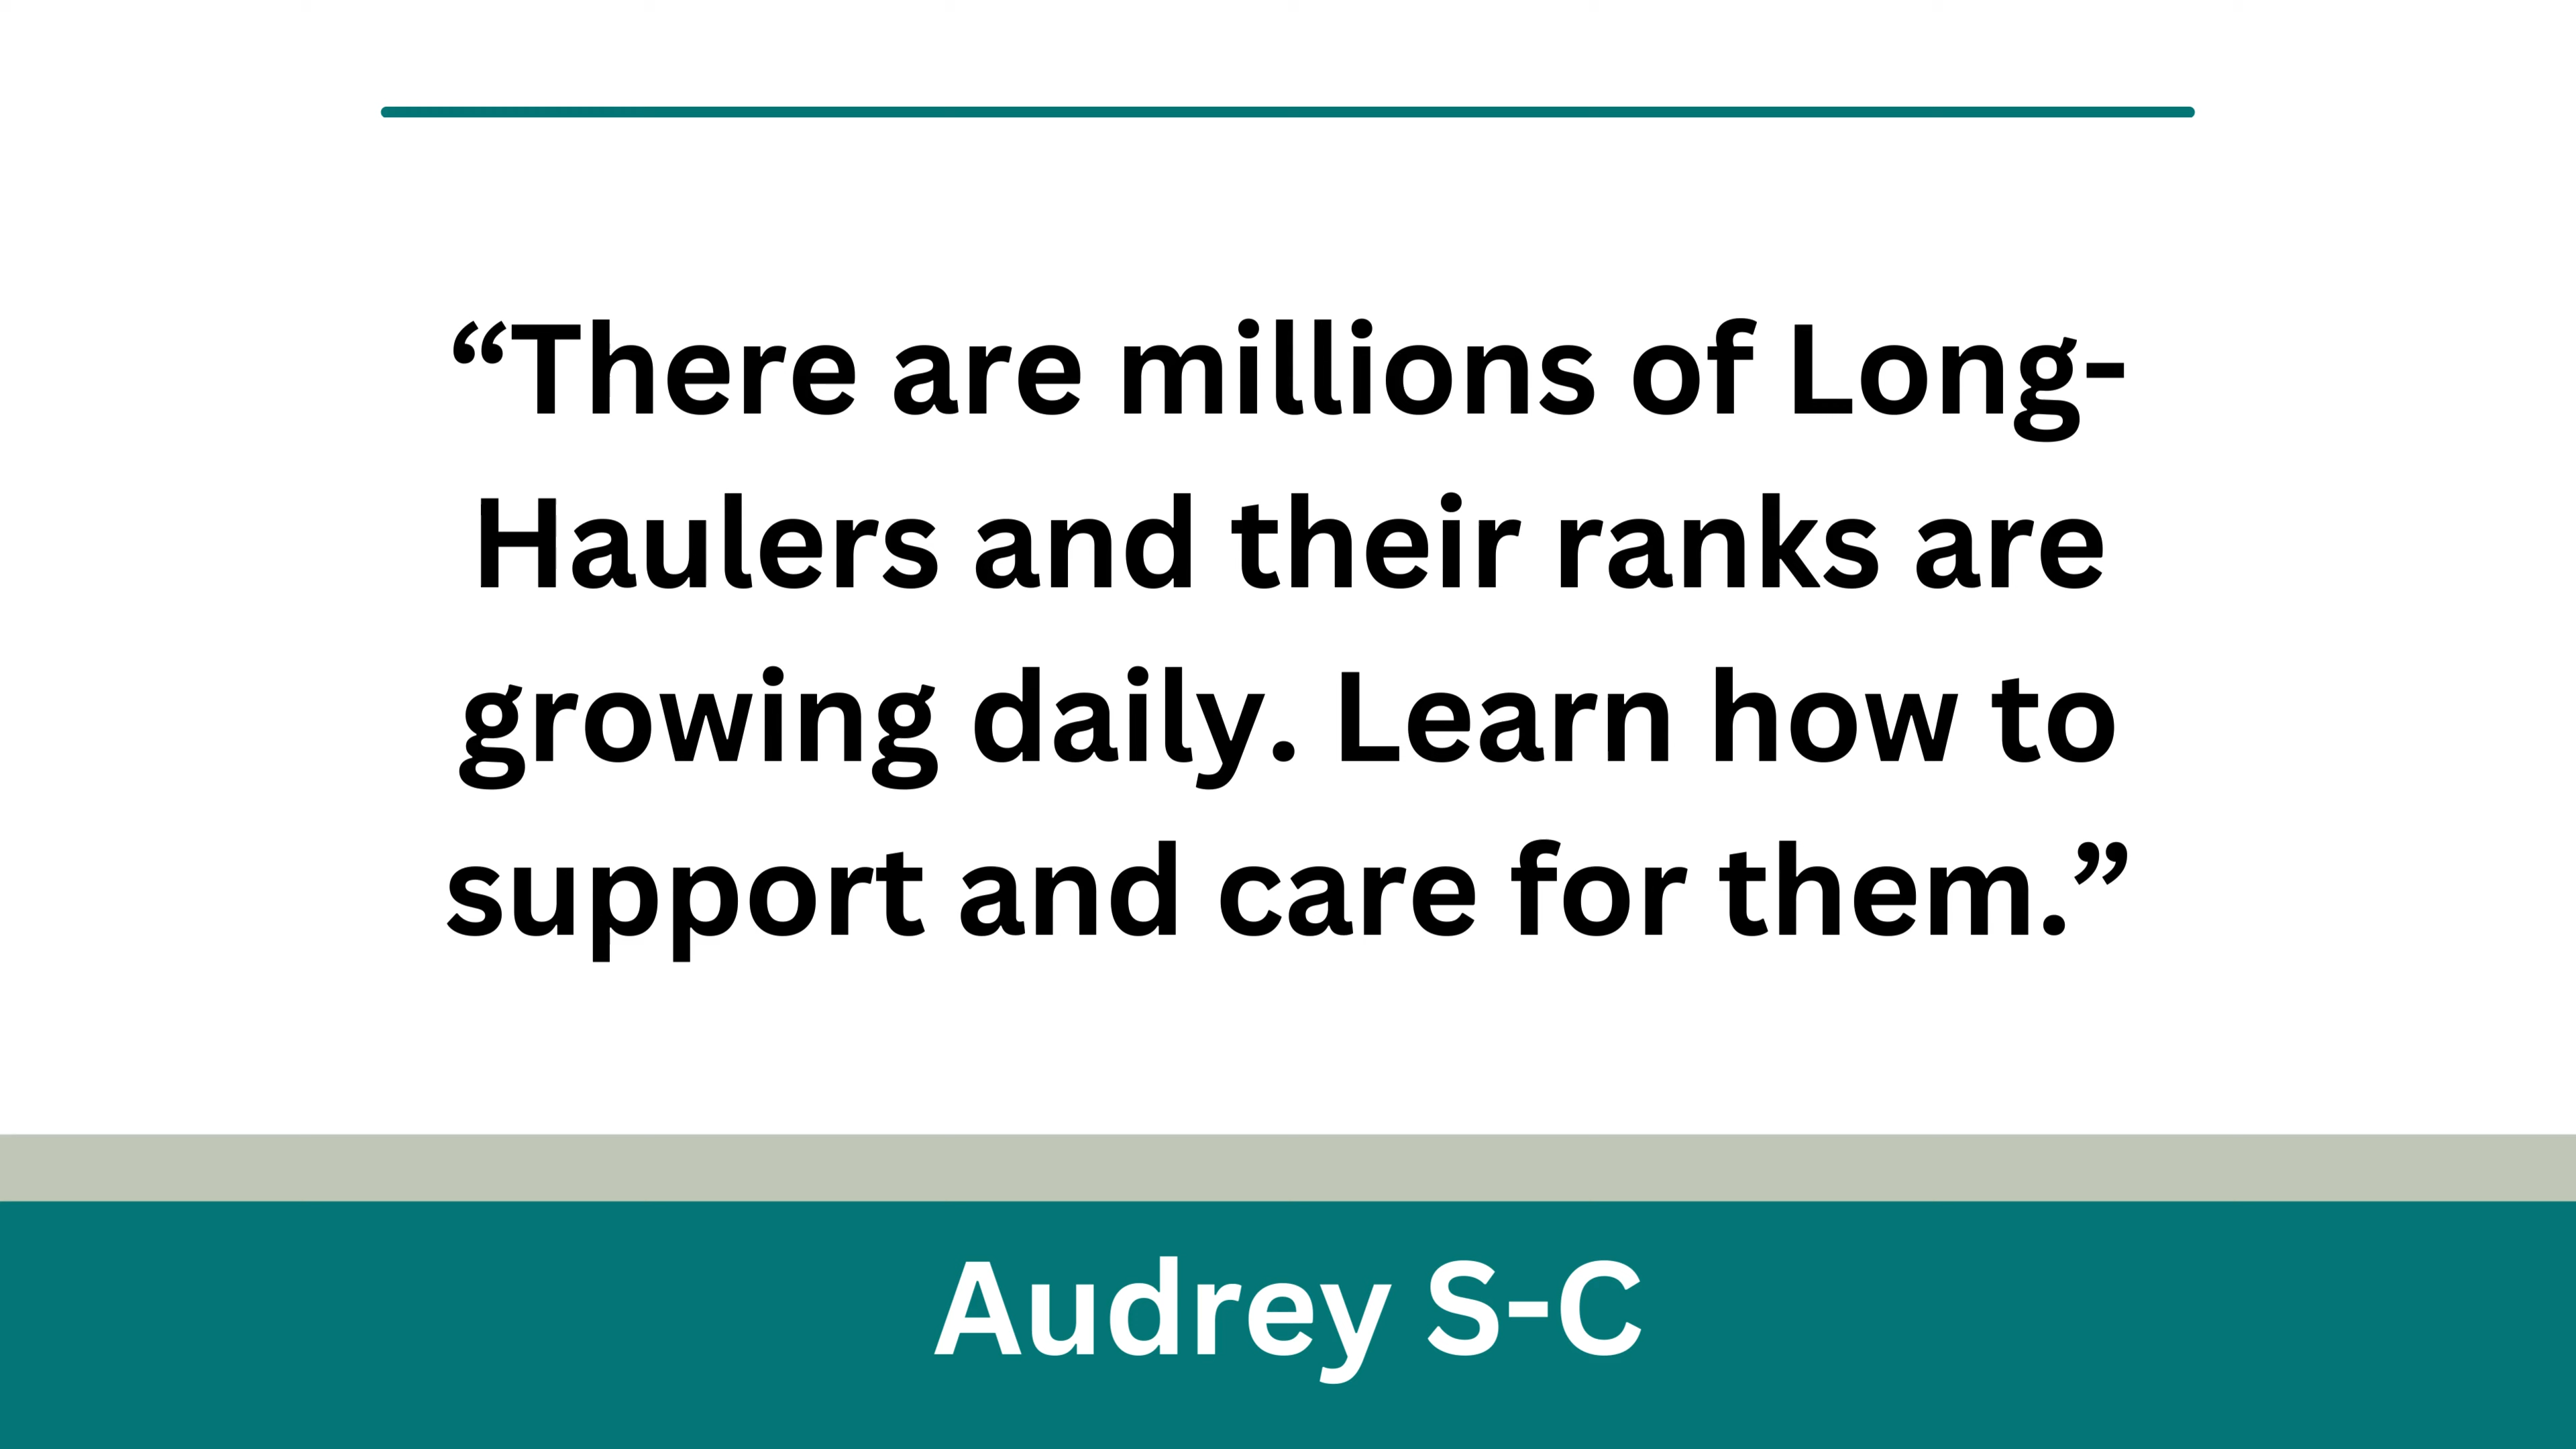 “There are millions of Long-
Haulers and their ranks are
growing daily. Learn how to
support and care for them.”
Audrey S-C